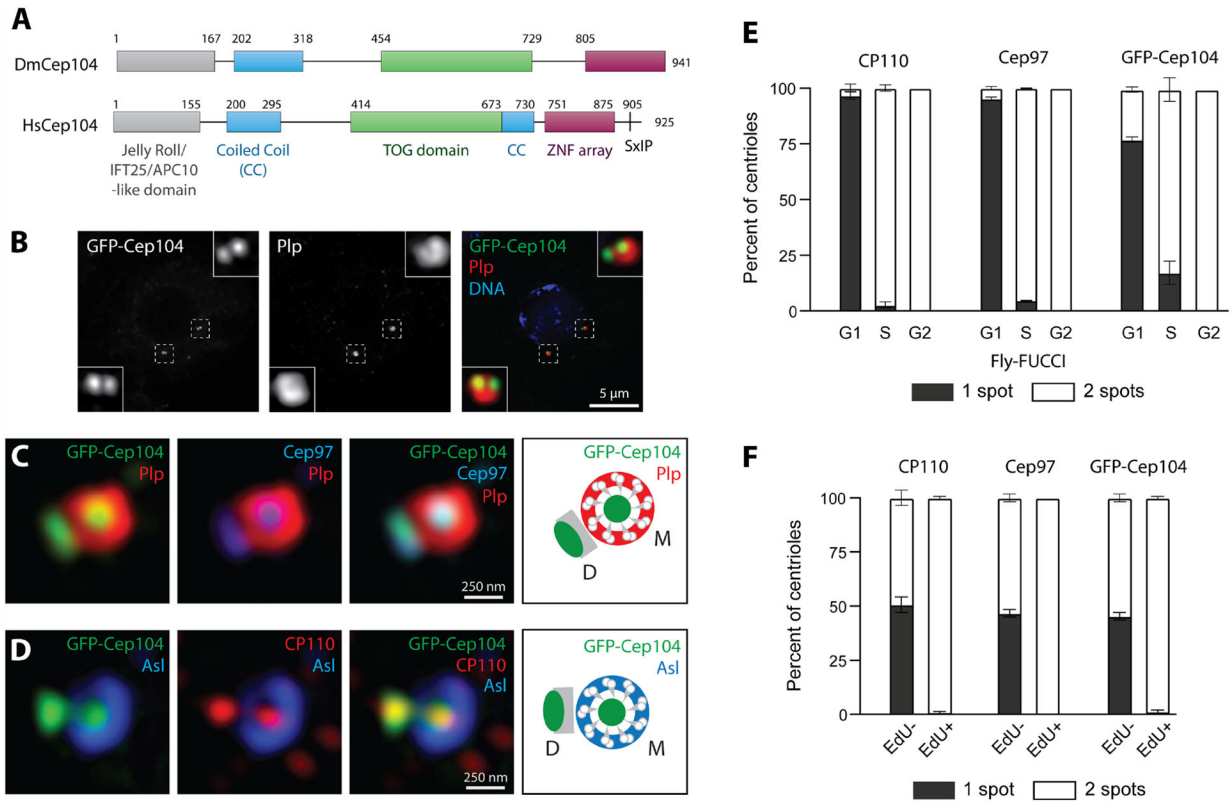 A
1 167 202 318 454 729 805
DmCep104 941
1 155 200 295 414 673 730 751 875 905
HsCep104 925
SxIP
Jelly Roll/
IFT25/APC10
-like domain
Coiled Coil
(CC)
TOG domain
CC
ZNF array
B
GFP-Cep104
Plp
GFP-Cep104
Plp
DNA
5 μm
C
GFP-Cep104
Plp
Cep97
Plp
GFP-Cep104
Cep97
Plp
250 nm
GFP-Cep104
Plp
M
D
D
GFP-Cep104
Asl
CP110
Asl
GFP-Cep104
CP110
Asl
250 nm
GFP-Cep104
Asl
D M
E
CP110 Cep97 GFP-Cep104
Percent of centrioles
100
75
50
25
0
G1 S G2 G1 S G2 G1 S G2
Fly-FUCCI
1 spot 2 spots
F
CP110 Cep97 GFP-Cep104
Percent of centrioles
100
75
50
25
0
EdU- EdU+ EdU- EdU+ EdU- EdU+
1 spot 2 spots